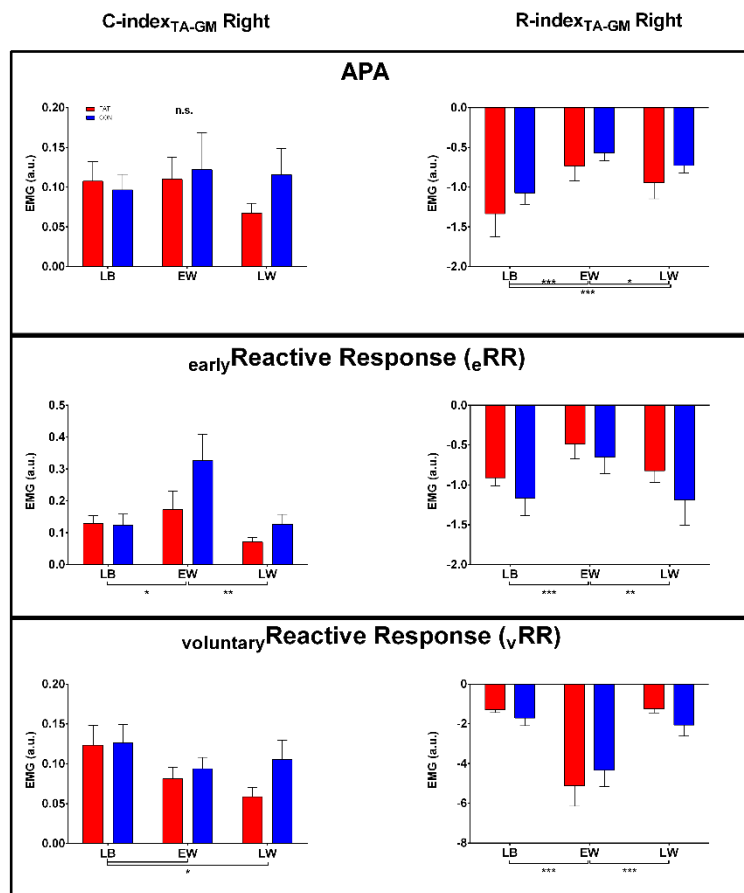 C-indexTA-GM Right
R-indexTA-GM Right
APA
EMG (a.u.)
0.20
0.15
0.10
0.05
0.00
FAT
CON
n.s.
LB
EW
LW
EMG (a.u.)
0.0
-0.5
-1.0
-1.5
-2.0
LB
EW
LW
***
*
***
earlyReactive Response (eRR)
EMG (a.u.)
0.5
0.4
0.3
0.2
0.1
0.0
LB
EW
LW
*
**
EMG (a.u.)
0.0
-0.5
-1.0
-1.5
-2.0
LB
EW
LW
***
**
voluntaryReactive Response (vRR)
EMG (a.u.)
0.20
0.15
0.10
0.05
0.00
LB
EW
LW
*
EMG (a.u.)
0
-2
-4
-6
-8
LB
EW
LW
***
***